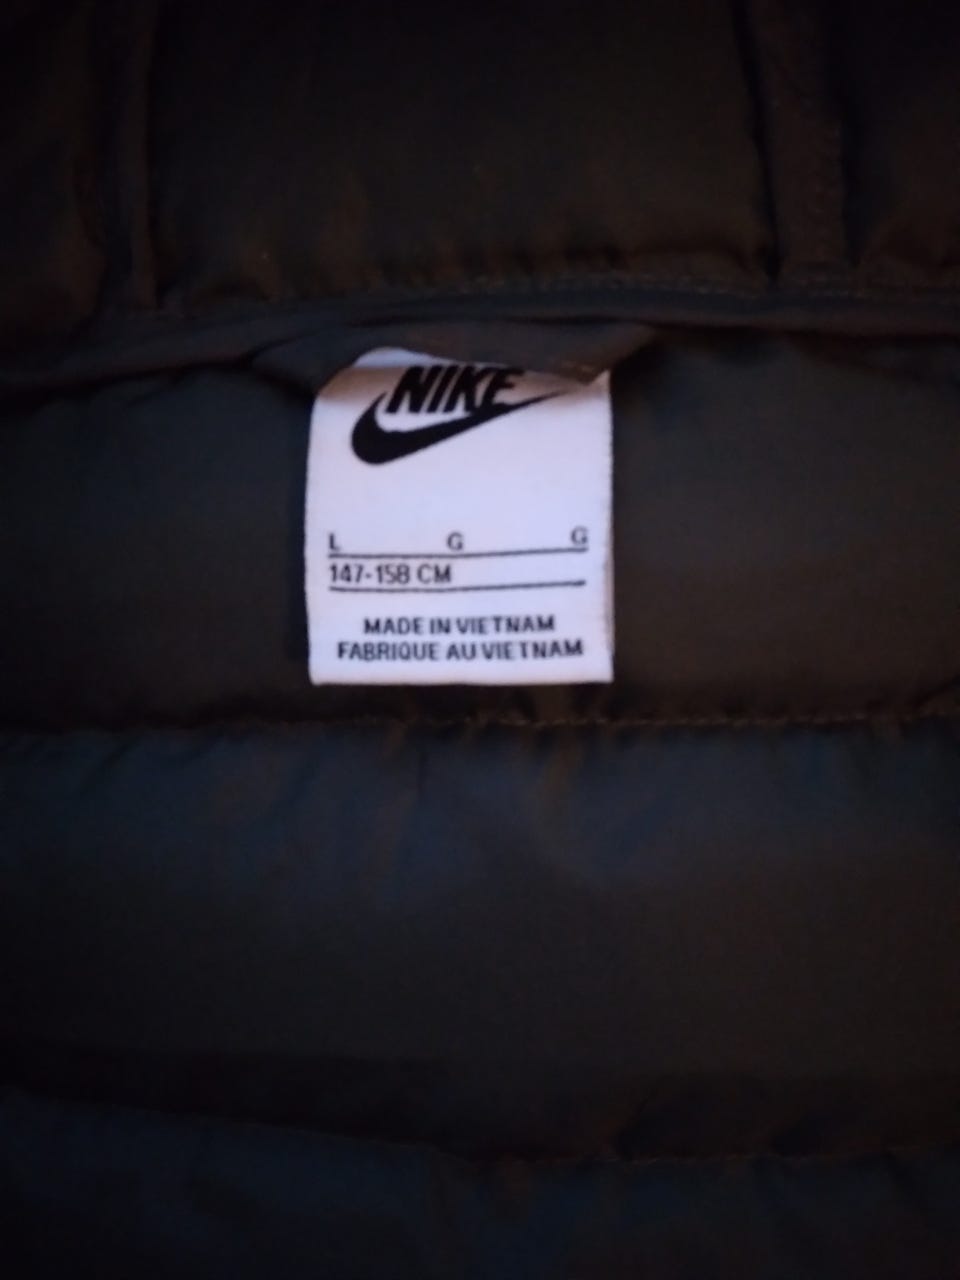 NIKE
L G G
147-158 CM
MADE IN VIETNAM
FABRIQUE AU VIETNAM